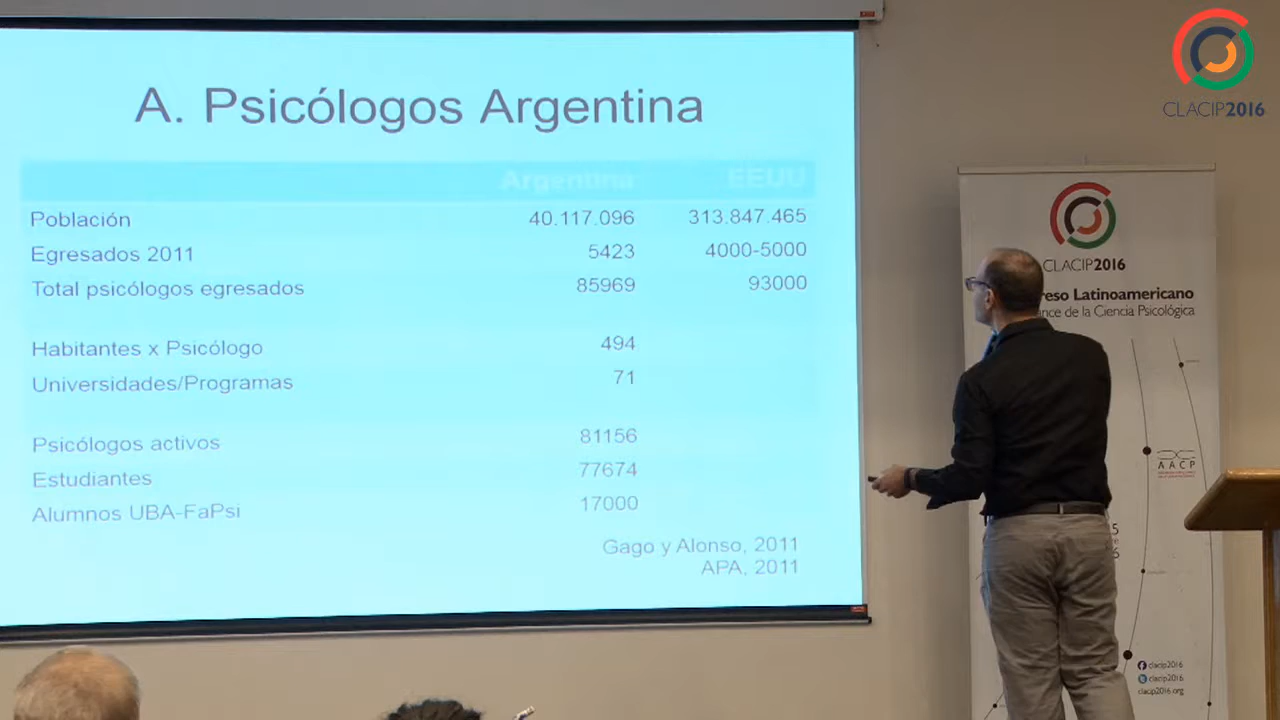 A. Psicólogos Argentina
Argentina EEUU
Población 40.117.096 313.847.465
Egresados 2011 5423 4000-5000
Total psicólogos egresados 85969 93000
Habitantes x Psicólogo 494
Universidades/Programas 71
Psicólogos activos 81156
Estudiantes 77674
Alumnos UBA-FaPsi 17000
Gago y Alonso, 2011
APA, 2011
CLACIP2016
CLACIP2016
Latinoamericano
de la Ciencia Psicológica
AACP
clacip2016
clacip2016
clacip2016.org